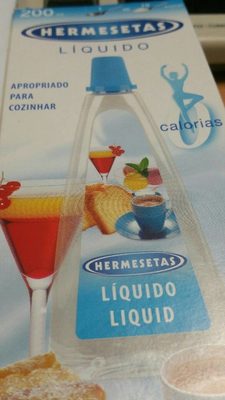 200
HERMESETAS
LÍQUIDO
APROPRIADO
PARA
COZINHAR
0
calorias
HERMESETAS
LÍQUIDO
LIQUID